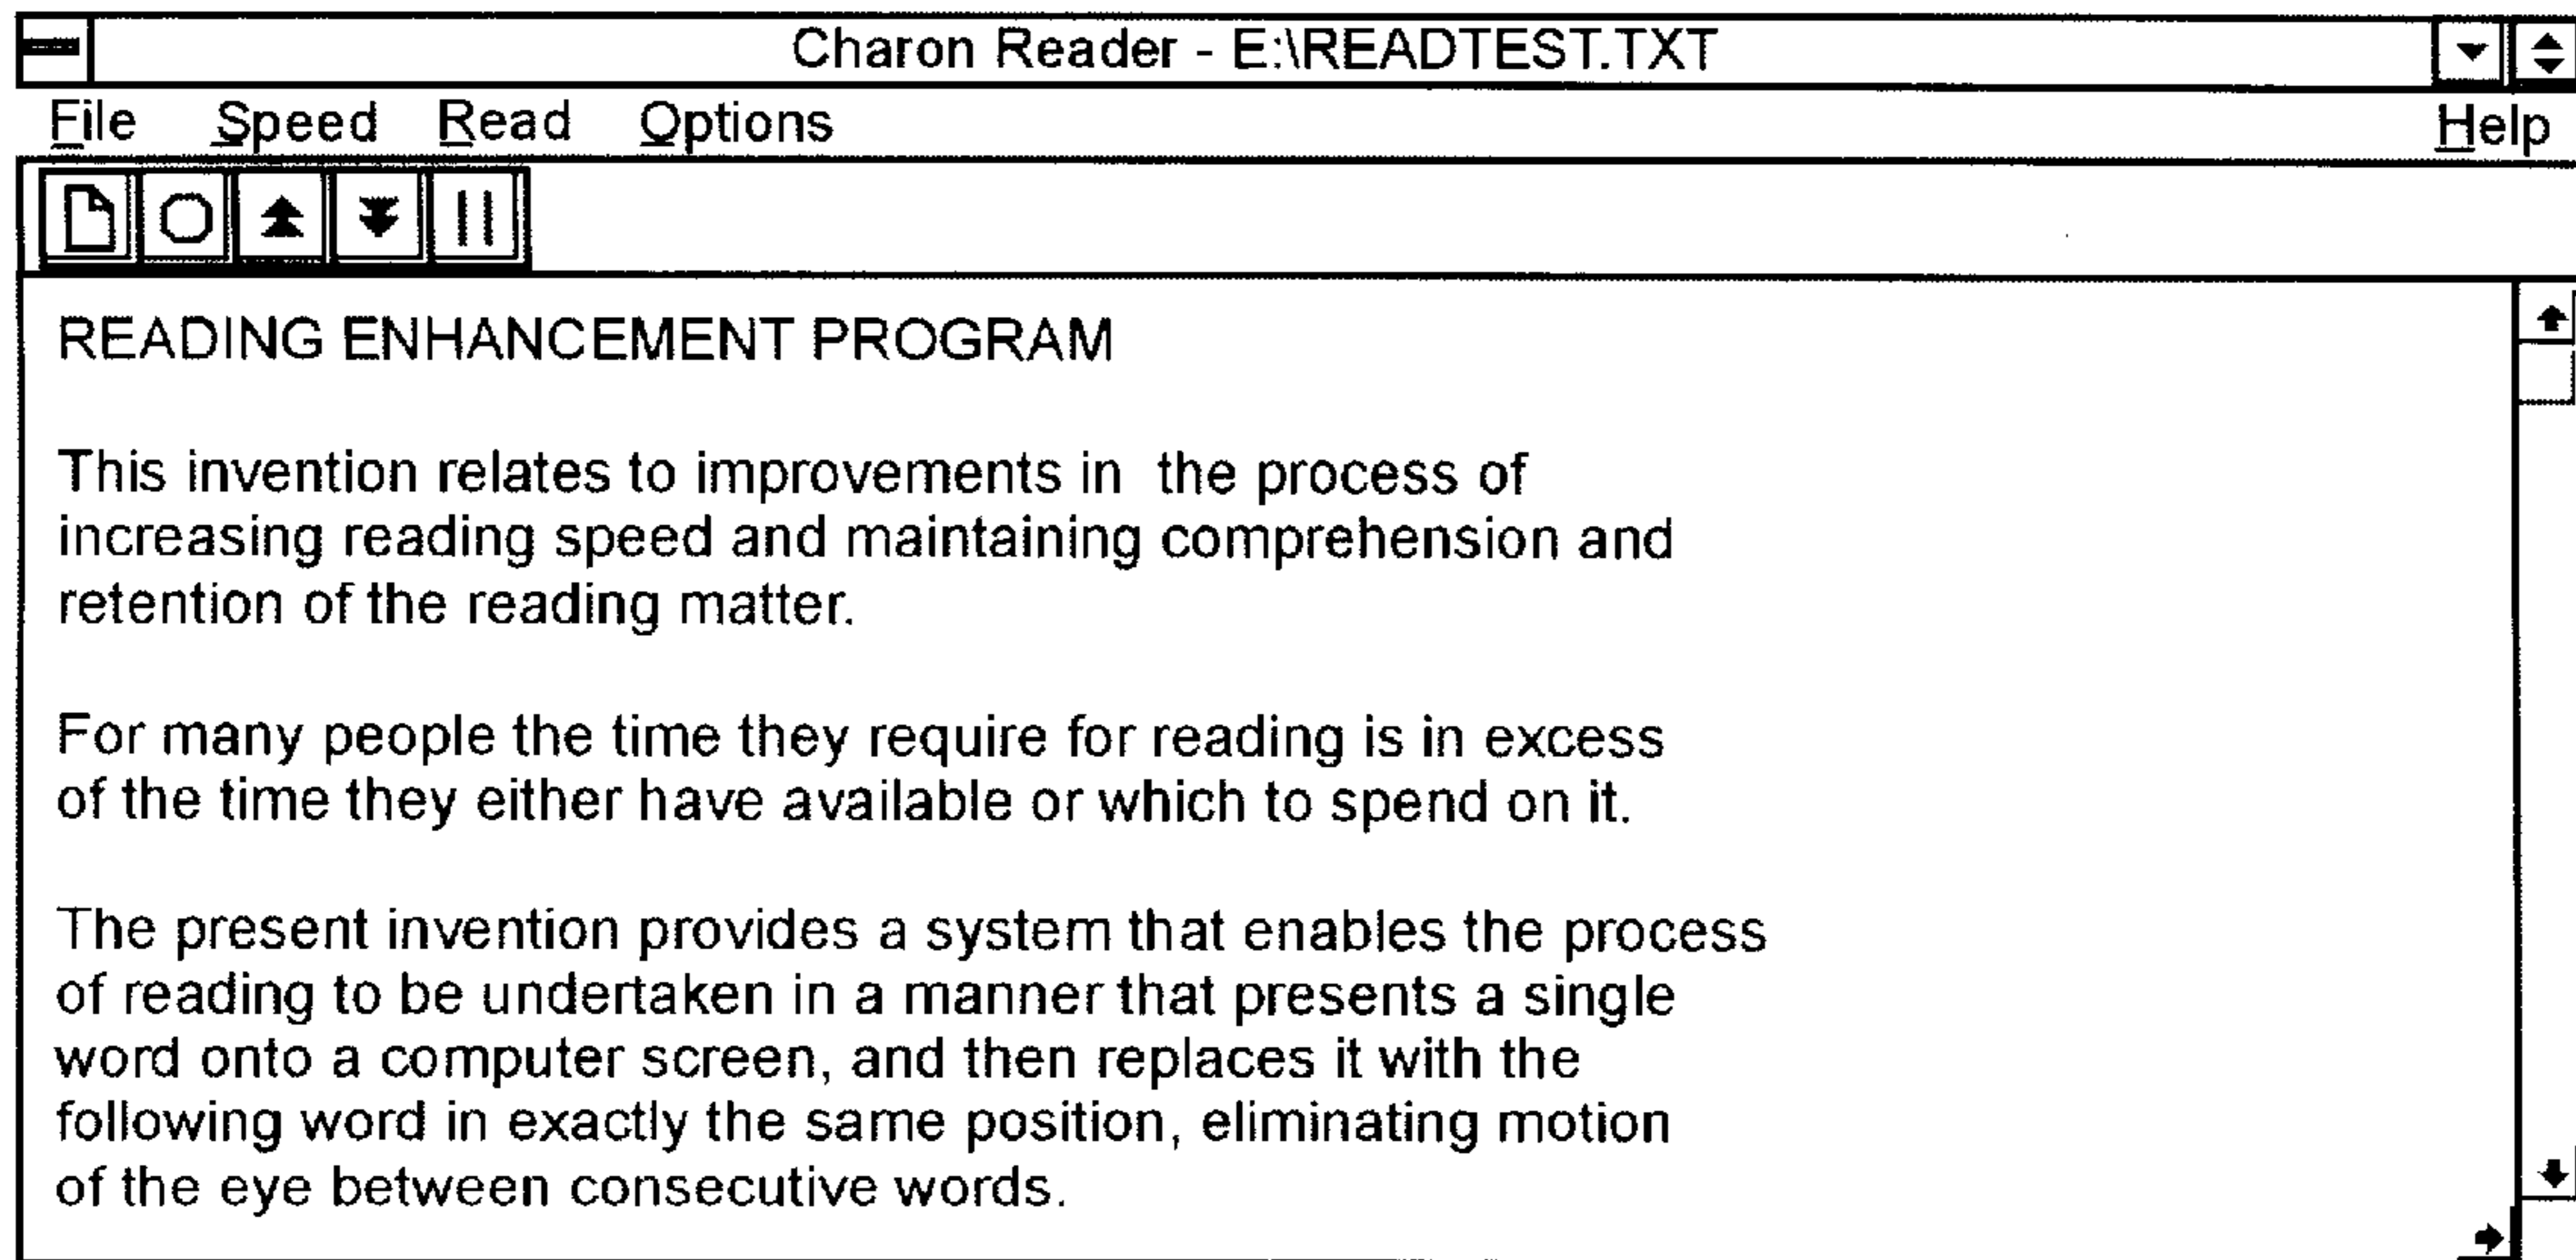 Charon Reader - E:\READTEST.TXT
File Speed Read Options Help
READING ENHANCEMENT PROGRAM
This invention relates to improvements in  the process of
increasing reading speed and maintaining comprehension and
retention of the reading matter.
For many people the time they require for reading is in excess
of the time they either have available or which to spend on it.
The present invention provides a system that enables the process
of reading to be undertaken in a manner that presents a single
word onto a computer screen, and then replaces it with the
following word in exactly the same position, eliminating motion
of the eye between consecutive words.